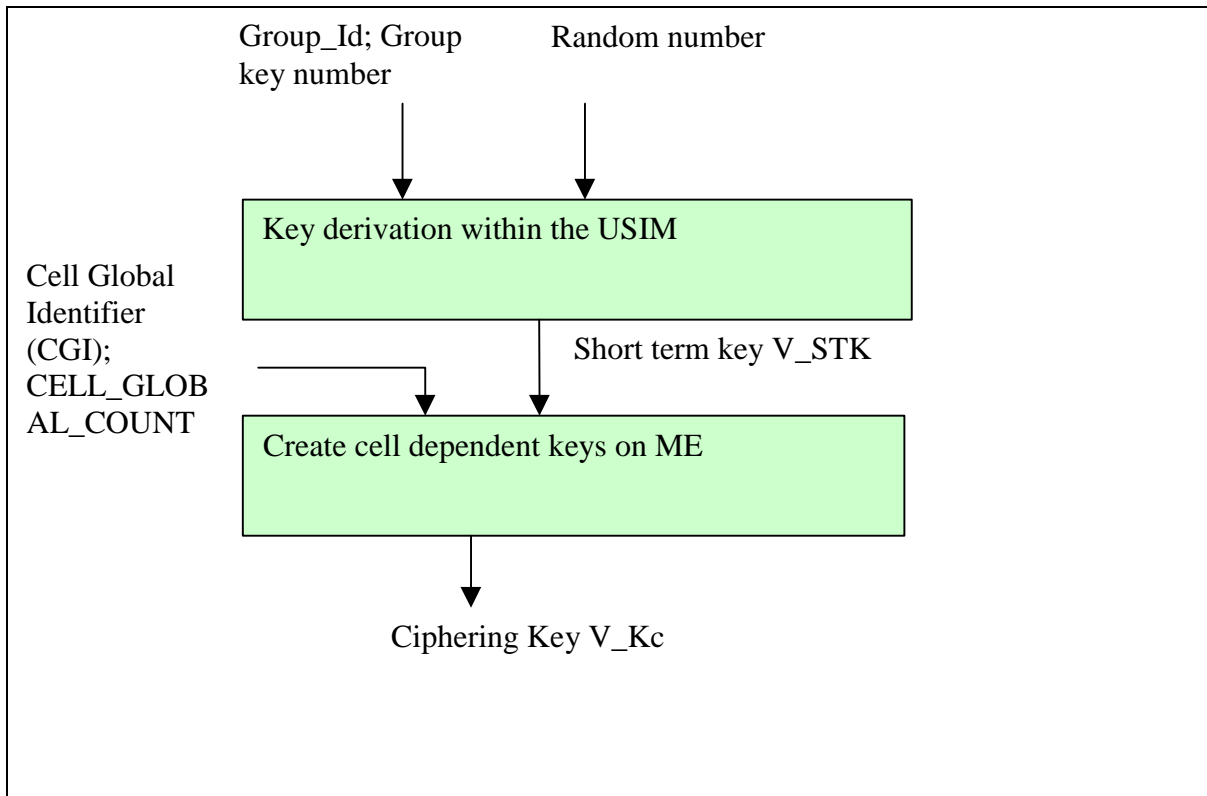 Group_Id; Group
key number
Random number
Key derivation within the USIM
Cell Global
Identifier
(CGI);
CELL_GLOB
AL_COUNT
Short term key V_STK
Create cell dependent keys on ME
Ciphering Key V_Kc